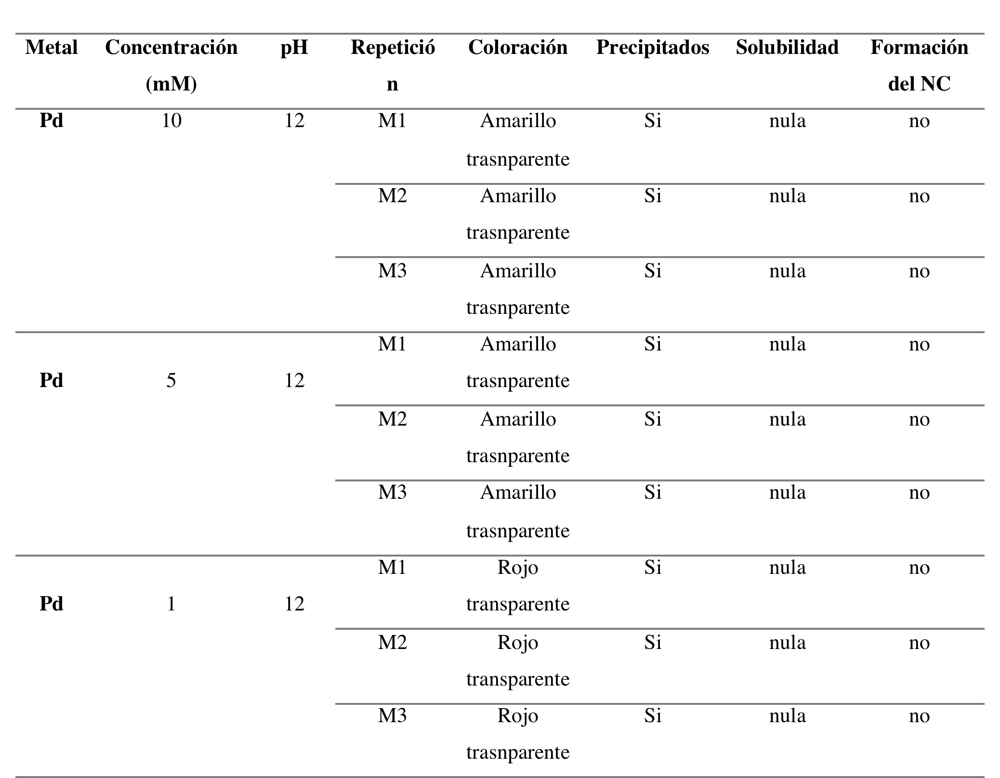 Metal Concentración pH Repetició Coloración Precipitados Solubilidad Formación
(mM) n del NC
Pd 10 12 M1 Amarillo Si nula no
trasnparente
M2 Amarillo Si nula no
trasnparente
M3 Amarillo Si nula no
trasnparente
M1 Amarillo Si nula no
Pd 5 12 trasnparente
M2 Amarillo Si nula no
trasnparente
M3 Amarillo Si nula no
trasnparente
M1 Rojo Si nula no
Pd 1 12 transparente
M2 Rojo Si nula no
transparente
M3 Rojo Si nula no
trasnparente